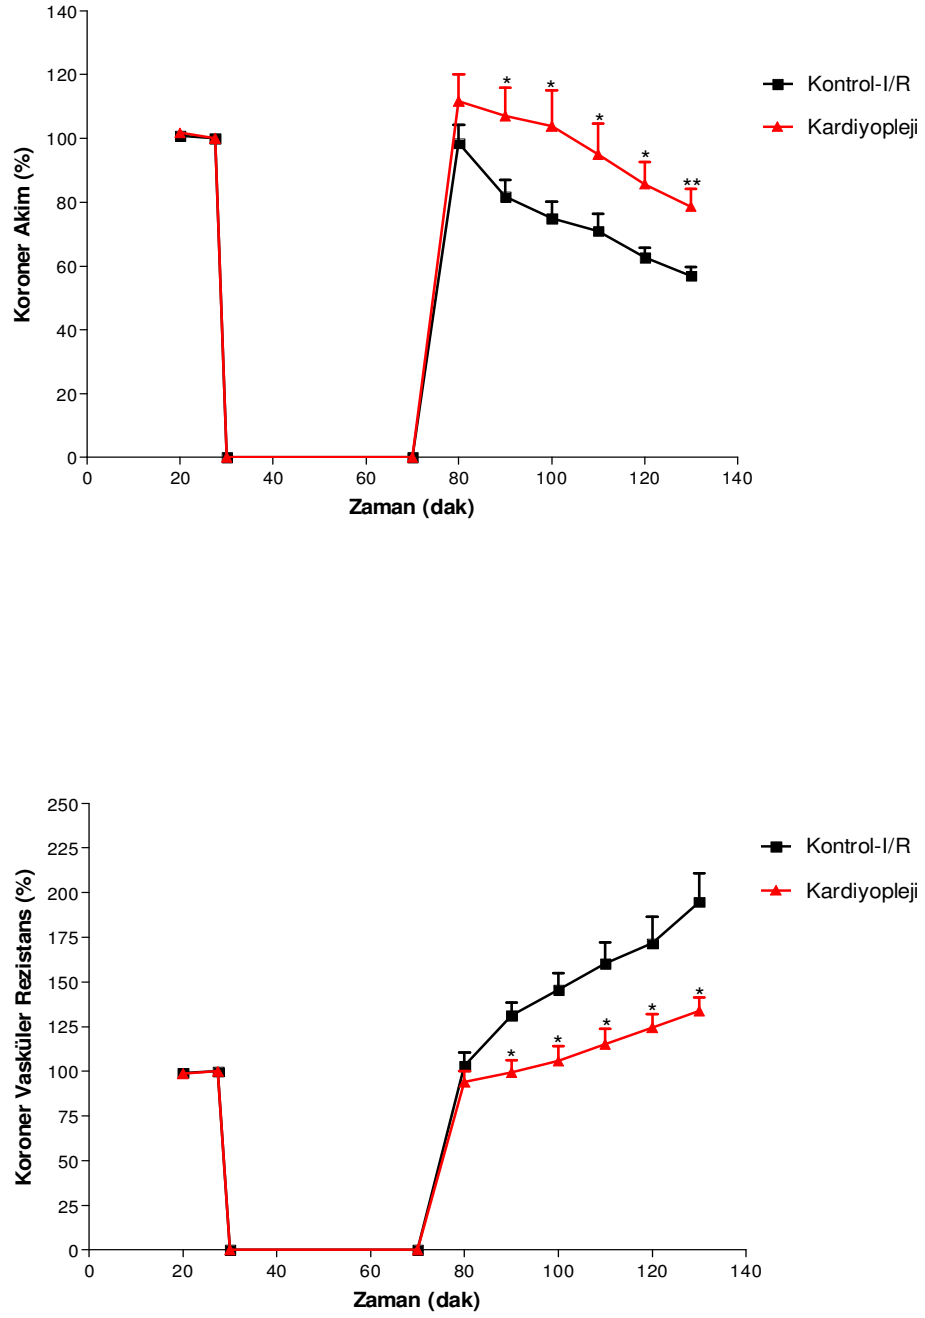 140
120
100
80
60
40
20
0
Koroner Akim (%)
* * * * * **
0 20 40 60 80 100 120 140
Zaman (dak)
Kontrol-I/R
Kardiyopleji
250
225
200
175
150
125
100
75
50
25
0
Koroner Vasküler Rezistans (%)
* * * * *
0 20 40 60 80 100 120 140
Zaman (dak)
Kontrol-I/R
Kardiyopleji